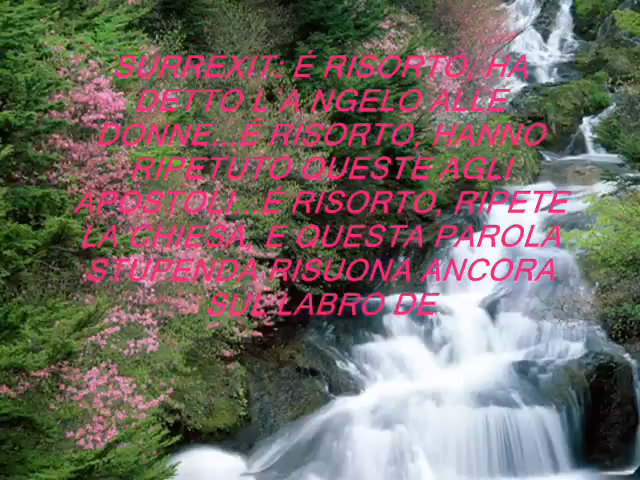 SURREXIT: É RISORTO, HA
DETTO L A NGELO ALLE
DONNE...É RISORTO, HANNO
RIPETUTO QUESTE AGLI
APOSTOLI...É RISORTO, RIPETE
LA CHIESA, E QUESTA PAROLA
STUPENDA RISUONA ANCORA
SUL LABRO DE